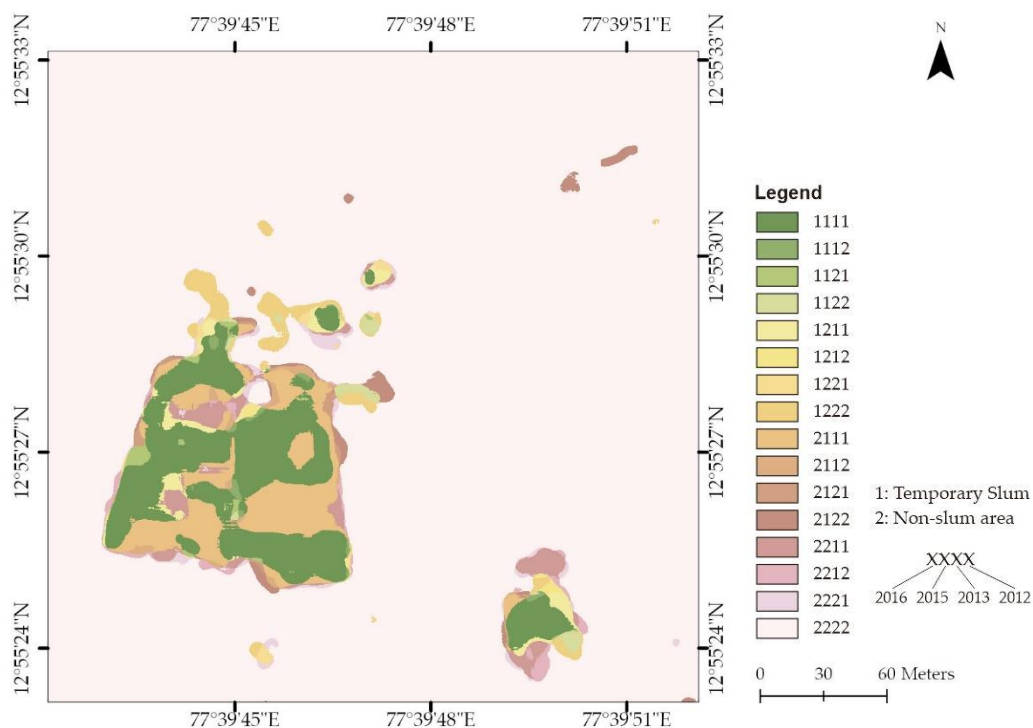 77°39'45"E 77°39'48"E 77°39'51"E
N
12°55'33"N 12°55'33"N
12°55'30"N 12°55'30"N
12°55'27"N 12°55'27"N
12°55'24"N 12°55'24"N
77°39'45"E 77°39'48"E 77°39'51"E
Legend
1111
1112
1121
1122
1211
1212
1221
1222
2111
2112
2121
2122
2211
2212
2221
2222
1: Temporary Slum
2: Non-slum area
XXXX
2016 2015 2013 2012
0 30 60 Meters